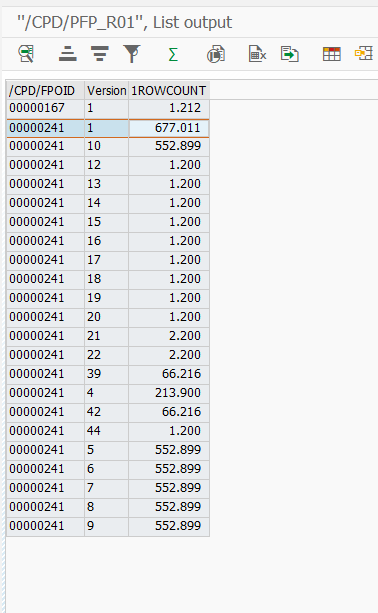 "/CPD/PFP_R01", List output
/CPD/FPOID Version 1ROWCOUNT
00000167 1 1.212
00000241 1 677.011
00000241 10 552.899
00000241 12 1.200
00000241 13 1.200
00000241 14 1.200
00000241 15 1.200
00000241 16 1.200
00000241 17 1.200
00000241 18 1.200
00000241 19 1.200
00000241 20 1.200
00000241 21 2.200
00000241 22 2.200
00000241 39 66.216
00000241 4 213.900
00000241 42 66.216
00000241 44 1.200
00000241 5 552.899
00000241 6 552.899
00000241 7 552.899
00000241 8 552.899
00000241 9 552.899